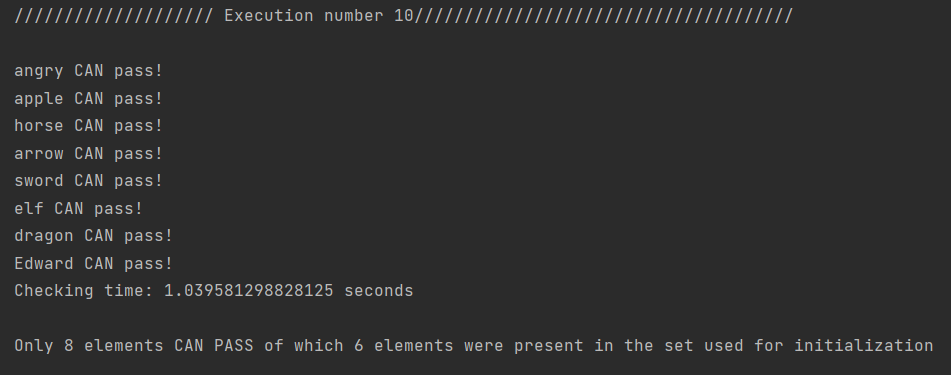 //////////////////// Execution number 10//////////////////////////////////////
angry CAN pass!
apple CAN pass!
horse CAN pass!
arrow CAN pass!
sword CAN pass!
elf CAN pass!
dragon CAN pass!
Edward CAN pass!
Checking time: 1.039581298828125 seconds
Only 8 elements CAN PASS of which 6 elements were present in the set used for initialization